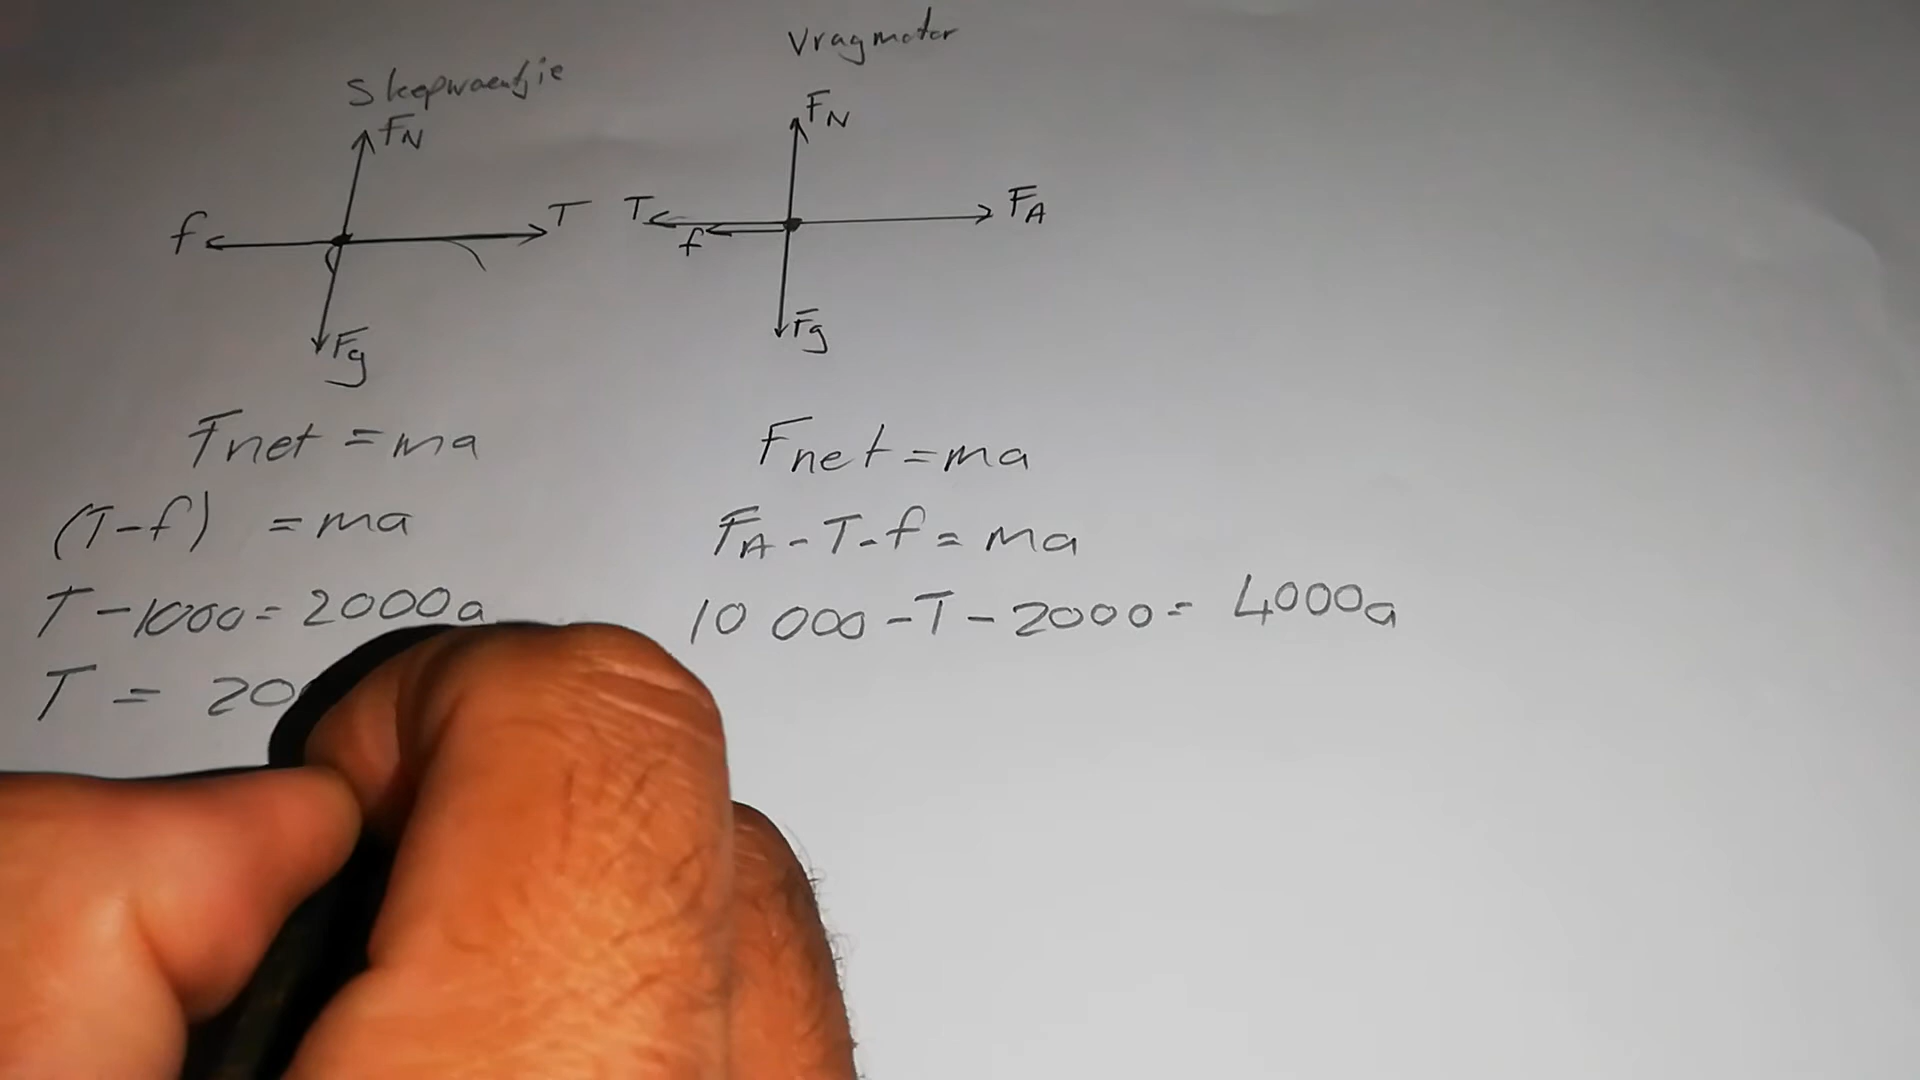 Sleepwaentjie
Vragmotor
FN
FN
f
T
T
f
FA
Fg
Fg
Fnet = ma
(T-f) = ma
T - 1000 = 2000a
T = 20
Fnet = ma
FA - T - f = ma
10 000 - T - 2000 = 4000a